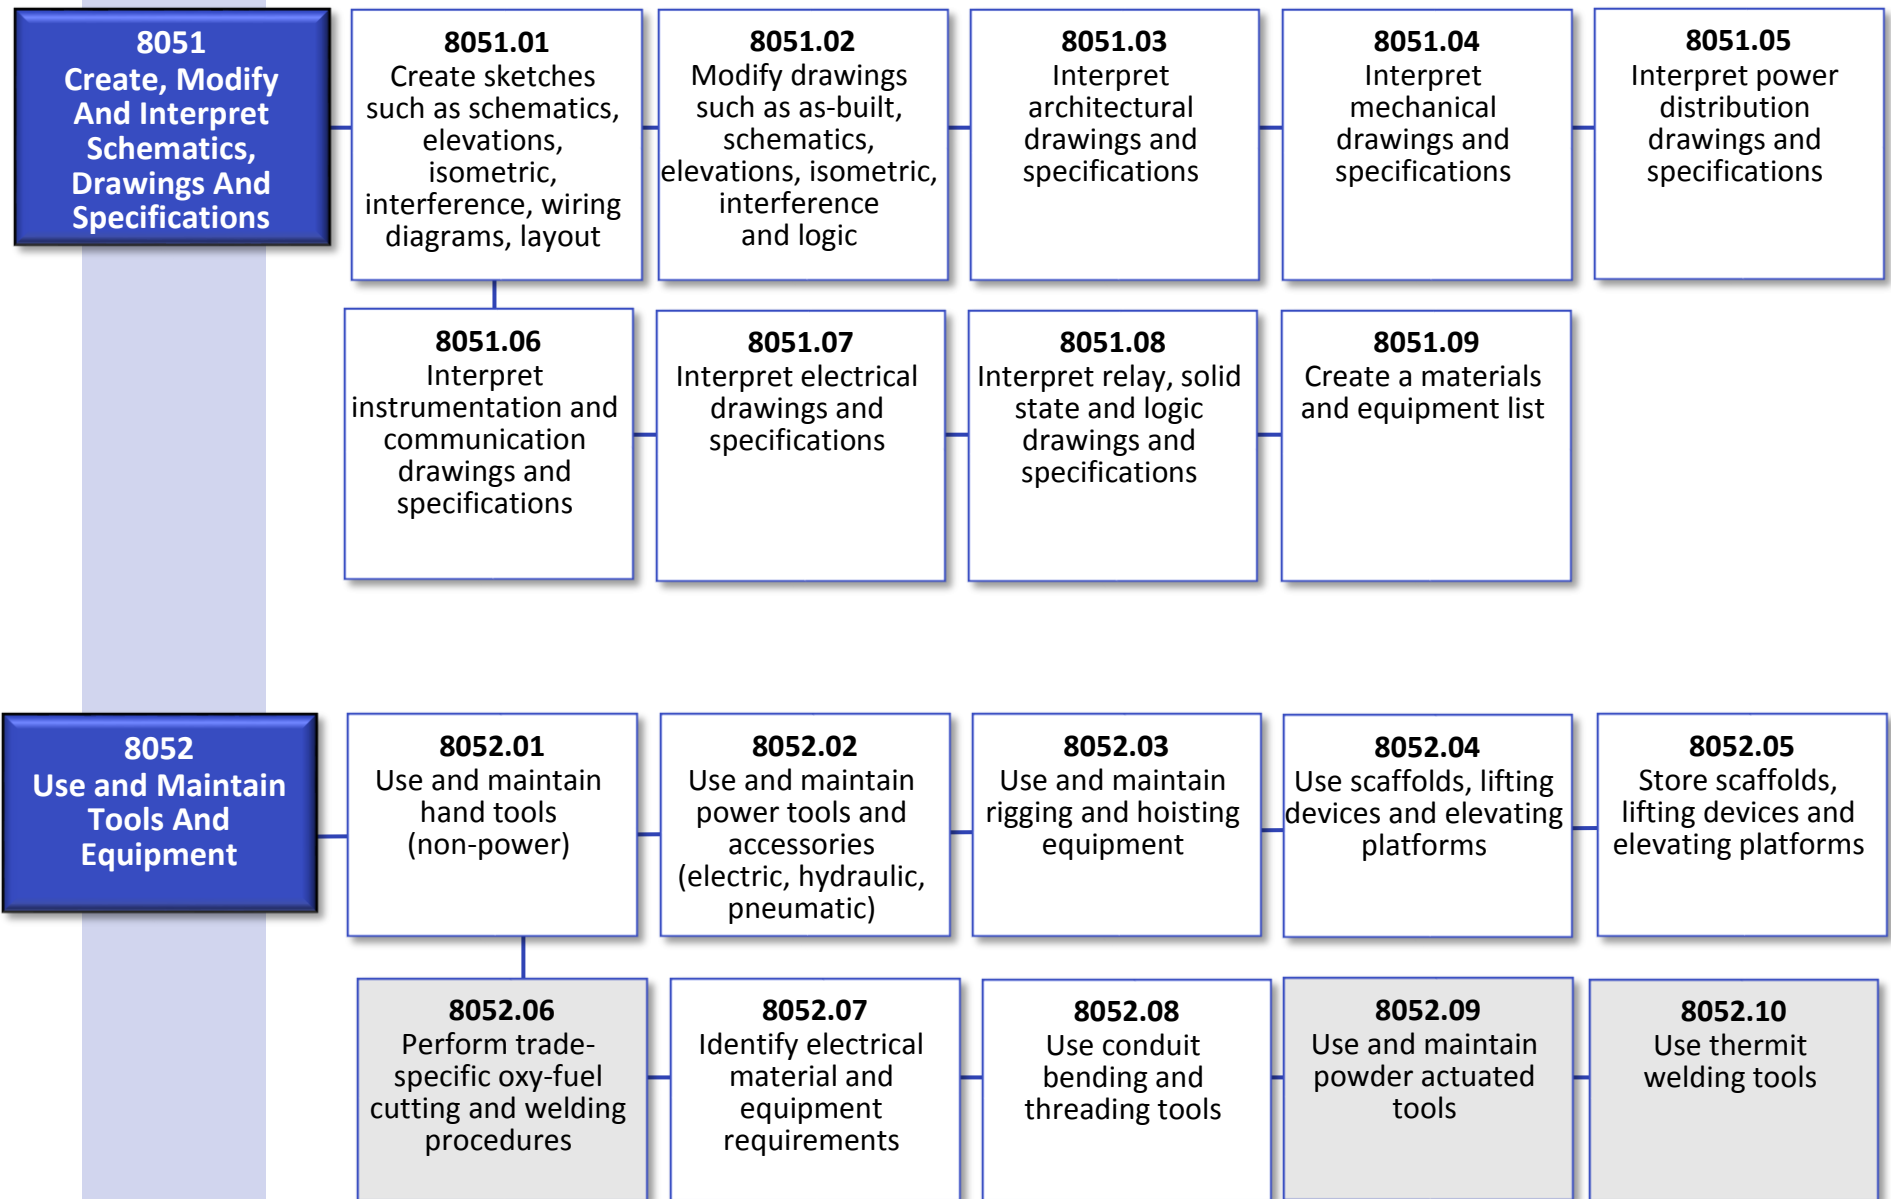 8051
Create, Modify
And Interpret
Schematics,
Drawings And
Specifications
8051.01
Create sketches
such as schematics,
elevations,
isometric,
interference, wiring
diagrams, layout
8051.02
Modify drawings
such as as-built,
schematics,
elevations, isometric,
interference
and logic
8051.03
Interpret
architectural
drawings and
specifications
8051.04
Interpret
mechanical
drawings and
specifications
8051.05
Interpret power
distribution
drawings and
specifications
8051.06
Interpret
instrumentation and
communication
drawings and
specifications
8051.07
Interpret electrical
drawings and
specifications
8051.08
Interpret relay, solid
state and logic
drawings and
specifications
8051.09
Create a materials
and equipment list
8052
Use and Maintain
Tools And
Equipment
8052.01
Use and maintain
hand tools
(non-power)
8052.02
Use and maintain
power tools and
accessories
(electric, hydraulic,
pneumatic)
8052.03
Use and maintain
rigging and hoisting
equipment
8052.04
Use scaffolds, lifting
devices and elevating
platforms
8052.05
Store scaffolds,
lifting devices and
elevating platforms
8052.06
Perform trade-
specific oxy-fuel
cutting and welding
procedures
8052.07
Identify electrical
material and
equipment
requirements
8052.08
Use conduit
bending and
threading tools
8052.09
Use and maintain
powder actuated
tools
8052.10
Use thermit
welding tools